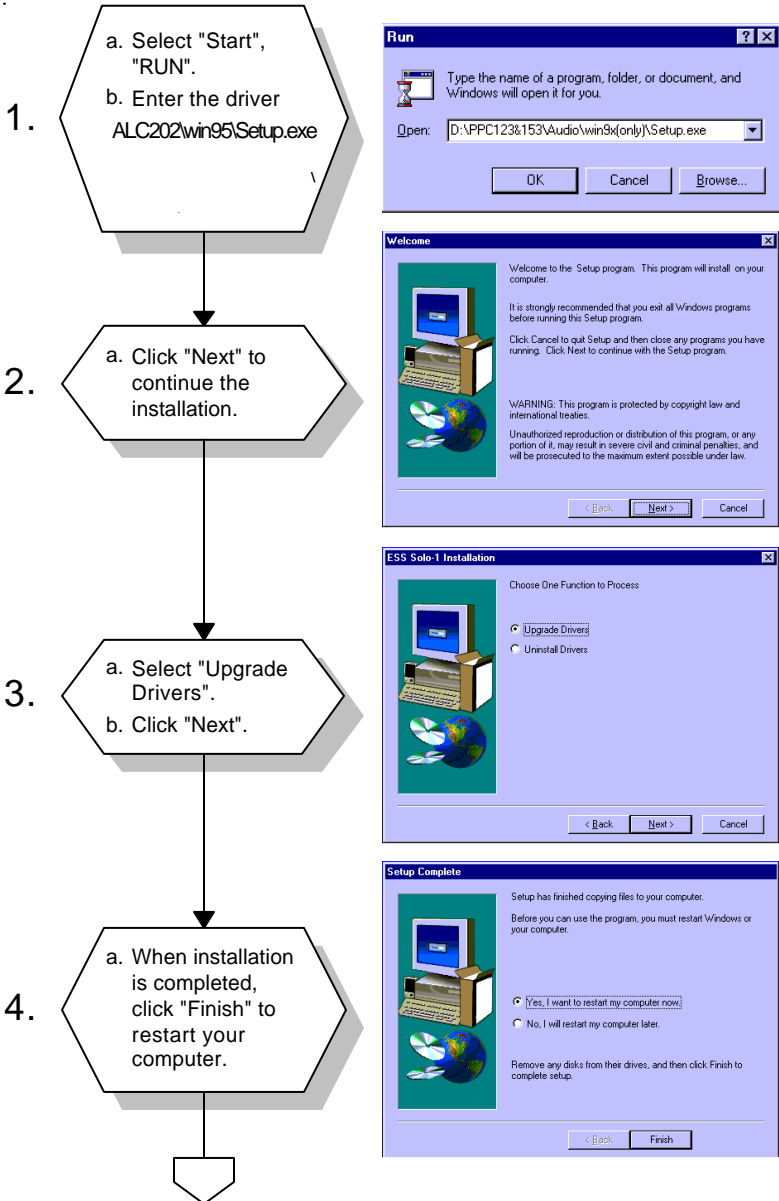 1.
a. Select "Start",
"RUN".
b. Enter the driver
ALC202\win95\Setup.exe
\
Run
Type the name of a program, folder, or document, and
Windows will open it for you.
Open: D:\PPC123&153\Audio\win9x(only)\Setup.exe
OK Cancel Browse...
2.
a. Click "Next" to
continue the
installation.
Welcome
Welcome to the Setup program. This program will install on your
computer.
It is strongly recommended that you exit all Windows programs
before running this Setup program.
Click Cancel to quit Setup and then close any programs you have
running. Click Next to continue with the Setup program.
WARNING: This program is protected by copyright law and
international treaties.
Unauthorized reproduction or distribution of this program, or any
portion of it, may result in severe civil and criminal penalties, and
will be prosecuted to the maximum extent possible under law.
< Back Next > Cancel
3.
a. Select "Upgrade
Drivers".
b. Click "Next".
ESS Solo-1 Installation
Choose One Function to Process
Upgrade Drivers
Uninstall Drivers
< Back Next > Cancel
4.
a. When installation
is completed,
click "Finish" to
restart your
computer.
Setup Complete
Setup has finished copying files to your computer.
Before you can use the program, you must restart Windows or
your computer.
Yes, I want to restart my computer now.
No, I will restart my computer later.
Remove any disks from their drives, and then click Finish to
complete setup.
< Back Finish